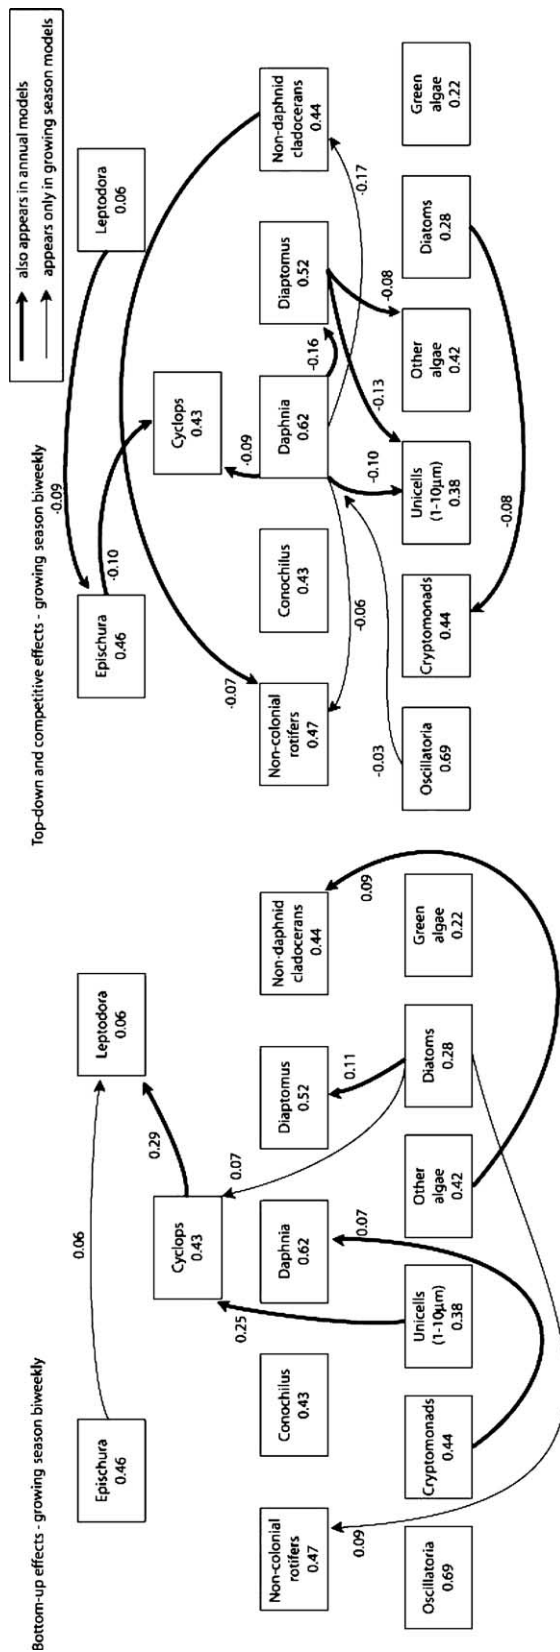 Bottom-up effects - growing season biweekly
Epischura
0.46
Leptodora
0.06
0.06
0.29
Cyclops
0.43
0.25
0.07
Non-colonial
rotifers
0.47
Conochilus
0.43
Daphnia
0.62
Diaptomus
0.52
Non-daphnid
cladocerans
0.44
0.09
0.07
0.11
0.09
Oscillatoria
0.69
Cryptomonads
0.44
Unicells
(1-10μm)
0.38
Other
algae
0.42
Diatoms
0.28
Green
algae
0.22
Top-down and competitive effects - growing season biweekly
also appears in annual models
appears only in growing season models
Epischura
0.46
Leptodora
0.06
-0.09
-0.10
Cyclops
0.43
-0.09
-0.07
Non-colonial
rotifers
0.47
Conochilus
0.43
Daphnia
0.62
Diaptomus
0.52
Non-daphnid
cladocerans
0.44
-0.16
-0.17
-0.06
-0.10
-0.13
-0.08
-0.03
Oscillatoria
0.69
Cryptomonads
0.44
Unicells
(1-10μm)
0.38
Other
algae
0.42
Diatoms
0.28
Green
algae
0.22
-0.08